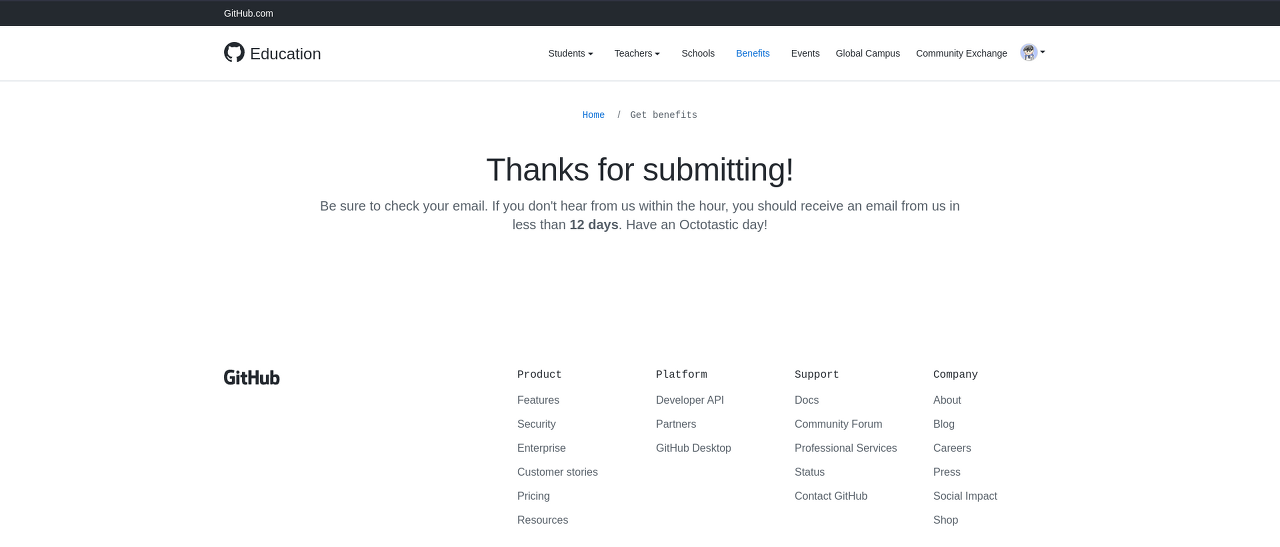 GitHub.com
Education
Students
Teachers
Schools
Benefits
Events
Global Campus
Community Exchange
Home / Get benefits
Thanks for submitting!
Be sure to check your email. If you don't hear from us within the hour, you should receive an email from us in
less than 12 days. Have an Octotastic day!
GitHub
Product
Features
Security
Enterprise
Customer stories
Pricing
Resources
Platform
Developer API
Partners
GitHub Desktop
Support
Docs
Community Forum
Professional Services
Status
Contact GitHub
Company
About
Blog
Careers
Press
Social Impact
Shop